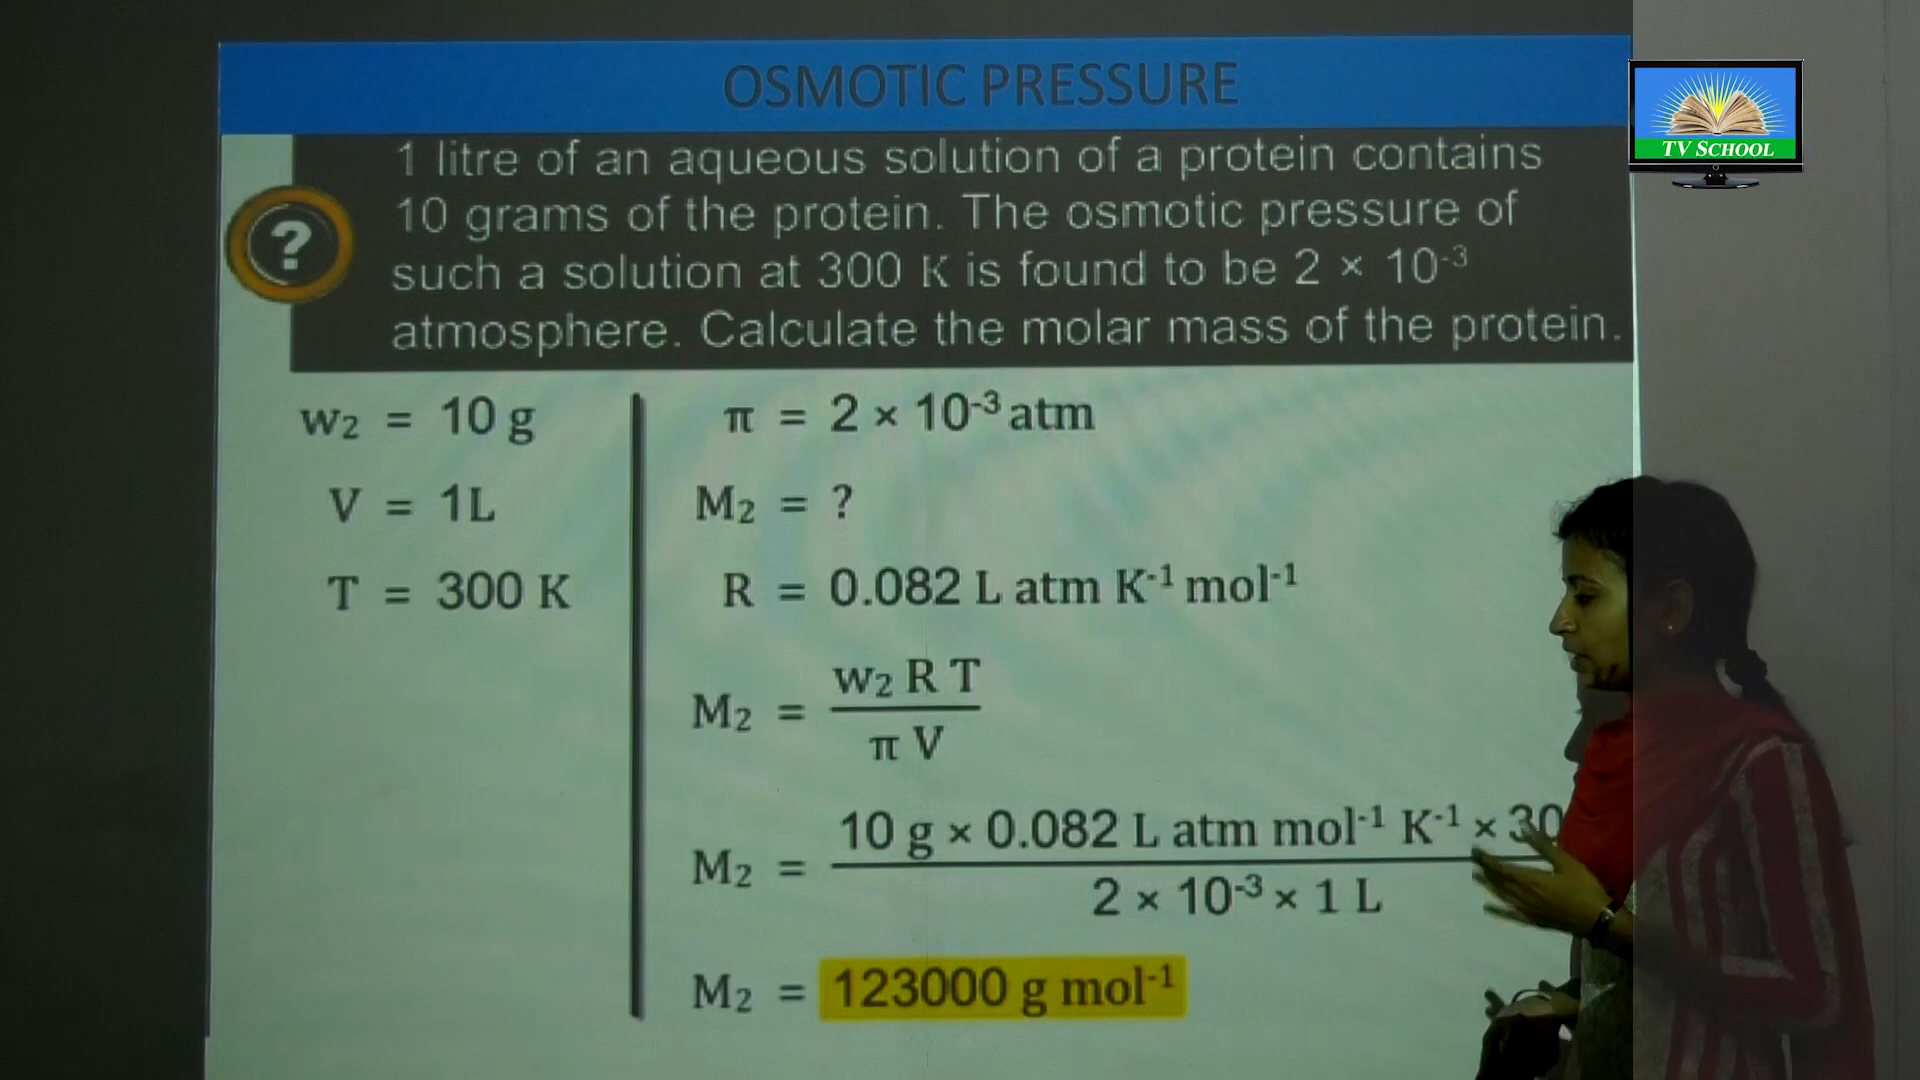 OSMOTIC PRESSURE
TV SCHOOL
?
1 litre of an aqueous solution of a protein contains
10 grams of the protein. The osmotic pressure of
such a solution at 300 K is found to be 2 × 10⁻³
atmosphere. Calculate the molar mass of the protein.
w₂ = 10 g
V = 1L
T = 300 K
π = 2 × 10⁻³ atm
M₂ = ?
R = 0.082 L atm K⁻¹ mol⁻¹
M₂ = w₂ R T / π V
M₂ = 10 g × 0.082 L atm mol⁻¹ K⁻¹ × 30 / 2 × 10⁻³ × 1 L
M₂ = 123000 g mol⁻¹